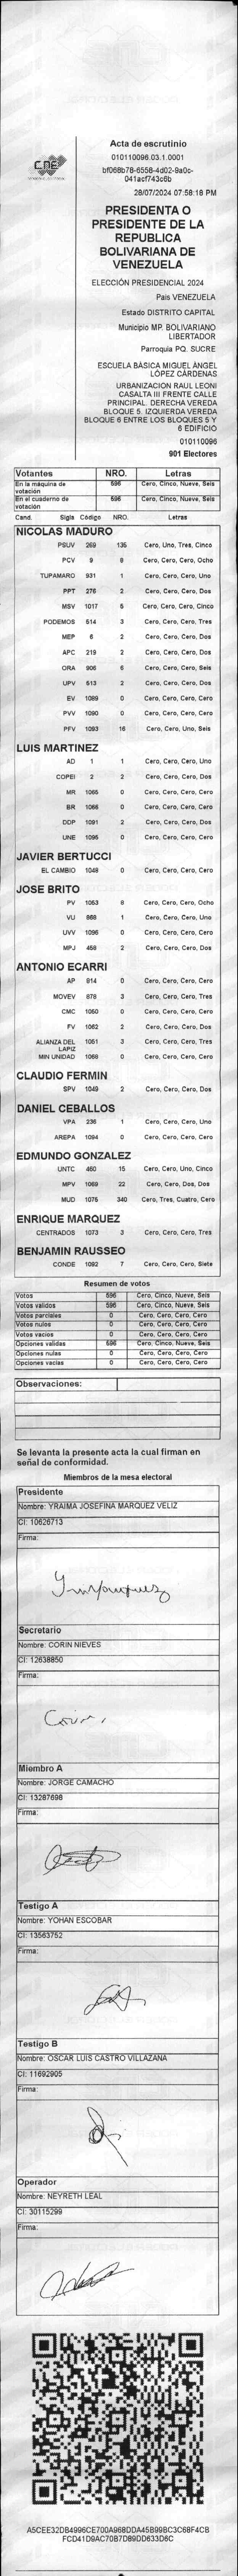 CNE
Acta de escrutinio
010110096.03.1.0001
bf068b78-6558-4d02-9a0c-
041acf743c6b
28/07/2024 07:58:18 PM
PRESIDENTA O
PRESIDENTE DE LA
REPUBLICA
BOLIVARIANA DE
VENEZUELA
ELECCIÓN PRESIDENCIAL 2024
Pais VENEZUELA
Estado DISTRITO CAPITAL
Municipio MP. BOLIVARIANO
LIBERTADOR
Parroquia PQ. SUCRE
ESCUELA BÁSICA MIGUEL ÁNGEL
LÓPEZ CÁRDENAS
URBANIZACION RAUL LEONI
CASALTA III FRENTE CALLE
PRINCIPAL. DERECHA VEREDA
BLOQUE 5. IZQUIERDA VEREDA
BLOQUE 6 ENTRE LOS BLOQUES 5 Y
6 EDIFICIO
010110096
901 Electores
Votantes NRO. Letras
En la máquina de votación 596 Cero, Cinco, Nueve, Seis
En el cuaderno de votación 596 Cero, Cinco, Nueve, Seis
Cand. Sigla Código NRO. Letras
NICOLAS MADURO
PSUV 269 135 Cero, Uno, Tres, Cinco
PCV 9 8 Cero, Cero, Cero, Ocho
TUPAMARO 931 1 Cero, Cero, Cero, Uno
PPT 276 2 Cero, Cero, Cero, Dos
MSV 1017 5 Cero, Cero, Cero, Cinco
PODEMOS 514 3 Cero, Cero, Cero, Tres
MEP 6 2 Cero, Cero, Cero, Dos
APC 219 2 Cero, Cero, Cero, Dos
ORA 906 6 Cero, Cero, Cero, Seis
UPV 513 2 Cero, Cero, Cero, Dos
EV 1089 0 Cero, Cero, Cero, Cero
PVV 1090 0 Cero, Cero, Cero, Cero
PFV 1093 16 Cero, Cero, Uno, Seis
LUIS MARTINEZ
AD 1 1 Cero, Cero, Cero, Uno
COPEI 2 2 Cero, Cero, Cero, Dos
MR 1065 0 Cero, Cero, Cero, Cero
BR 1066 0 Cero, Cero, Cero, Cero
DDP 1091 2 Cero, Cero, Cero, Dos
UNE 1095 0 Cero, Cero, Cero, Cero
JAVIER BERTUCCI
EL CAMBIO 1048 0 Cero, Cero, Cero, Cero
JOSE BRITO
PV 1053 8 Cero, Cero, Cero, Ocho
VU 868 1 Cero, Cero, Cero, Uno
UVV 1096 0 Cero, Cero, Cero, Cero
MPJ 458 2 Cero, Cero, Cero, Dos
ANTONIO ECARRI
AP 814 0 Cero, Cero, Cero, Cero
MOVEV 878 3 Cero, Cero, Cero, Tres
CMC 1050 0 Cero, Cero, Cero, Cero
FV 1062 2 Cero, Cero, Cero, Dos
ALIANZA DEL LAPIZ 1051 3 Cero, Cero, Cero, Tres
MIN UNIDAD 1068 0 Cero, Cero, Cero, Cero
CLAUDIO FERMIN
SPV 1049 2 Cero, Cero, Cero, Dos
DANIEL CEBALLOS
VPA 236 1 Cero, Cero, Cero, Uno
AREPA 1094 0 Cero, Cero, Cero, Cero
EDMUNDO GONZALEZ
UNTC 460 15 Cero, Cero, Uno, Cinco
MPV 1069 22 Cero, Cero, Dos, Dos
MUD 1075 340 Cero, Tres, Cuatro, Cero
ENRIQUE MARQUEZ
CENTRADOS 1073 3 Cero, Cero, Cero, Tres
BENJAMIN RAUSSEO
CONDE 1092 7 Cero, Cero, Cero, Siete
Resumen de votos
Votos 596 Cero, Cinco, Nueve, Seis
Votos validos 596 Cero, Cinco, Nueve, Seis
Votos parciales 0 Cero, Cero, Cero, Cero
Votos nulos 0 Cero, Cero, Cero, Cero
Votos vacios 0 Cero, Cero, Cero, Cero
Opciones validas 596 Cero, Cinco, Nueve, Seis
Opciones nulas 0 Cero, Cero, Cero, Cero
Opciones vacias 0 Cero, Cero, Cero, Cero
Observaciones:
Se levanta la presente acta la cual firman en
señal de conformidad.
Miembros de la mesa electoral
Presidente
Nombre: YRAIMA JOSEFINA MARQUEZ VELIZ
CI: 10626713
Firma:
Secretario
Nombre: CORIN NIEVES
CI: 12638850
Firma:
Corin
Miembro A
Nombre: JORGE CAMACHO
CI: 13287698
Firma:
Testigo A
Nombre: YOHAN ESCOBAR
CI: 13563752
Firma:
Testigo B
Nombre: OSCAR LUIS CASTRO VILLAZANA
CI: 11692905
Firma:
Operador
Nombre: NEYRETH LEAL
CI: 30115299
Firma:
A5CEE32DB4996CE700A968DDA45B99BC3C68F4CB
FCD41D9AC70B7D89DD633D6C